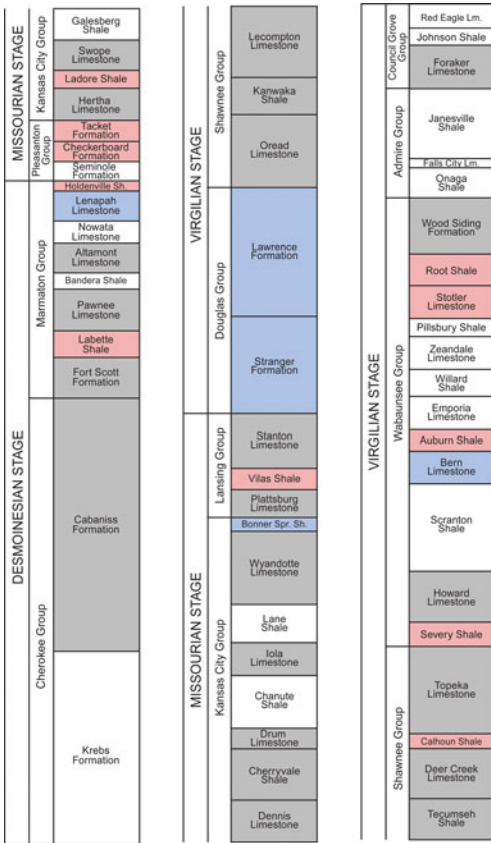 MISSOURIAN STAGE
Kansas City Group
Galesberg
Shale
Swope
Limestone
Ladore Shale
Hertha
Limestone
Pleasanton
Group
Tacket
Formation
Checkerboard
Formation
Seminole
Formation
DESMOINESIAN STAGE
Marmaton Group
Holdenville Sh.
Lenapah
Limestone
Nowata
Limestone
Altamont
Limestone
Bandera Shale
Pawnee
Limestone
Labette
Shale
Fort Scott
Formation
Cherokee Group
Cabaniss
Formation
Krebs
Formation
VIRGILIAN STAGE
Shawnee Group
Lecompton
Limestone
Kanwaka
Shale
Oread
Limestone
Douglas Group
Lawrence
Formation
Stranger
Formation
MISSOURIAN STAGE
Lansing Group
Stanton
Limestone
Vilas Shale
Plattsburg
Limestone
Kansas City Group
Bonner Spr. Sh.
Wyandotte
Limestone
Lane
Shale
Iola
Limestone
Chanute
Shale
Drum
Limestone
Cherryvale
Shale
Dennis
Limestone
VIRGILIAN STAGE
Council Grove
Group
Red Eagle Lm.
Johnson Shale
Foraker
Limestone
Admire Group
Janesville
Shale
Falls City Lm.
Onaga
Shale
Wabaunsee Group
Wood Siding
Formation
Root Shale
Stotler
Limestone
Pillsbury Shale
Zeandale
Limestone
Willard
Shale
Emporia
Limestone
Auburn Shale
Bern
Limestone
Scranton
Shale
Howard
Limestone
Severy Shale
Shawnee Group
Topeka
Limestone
Calhoun Shale
Deer Creek
Limestone
Tecumseh
Shale